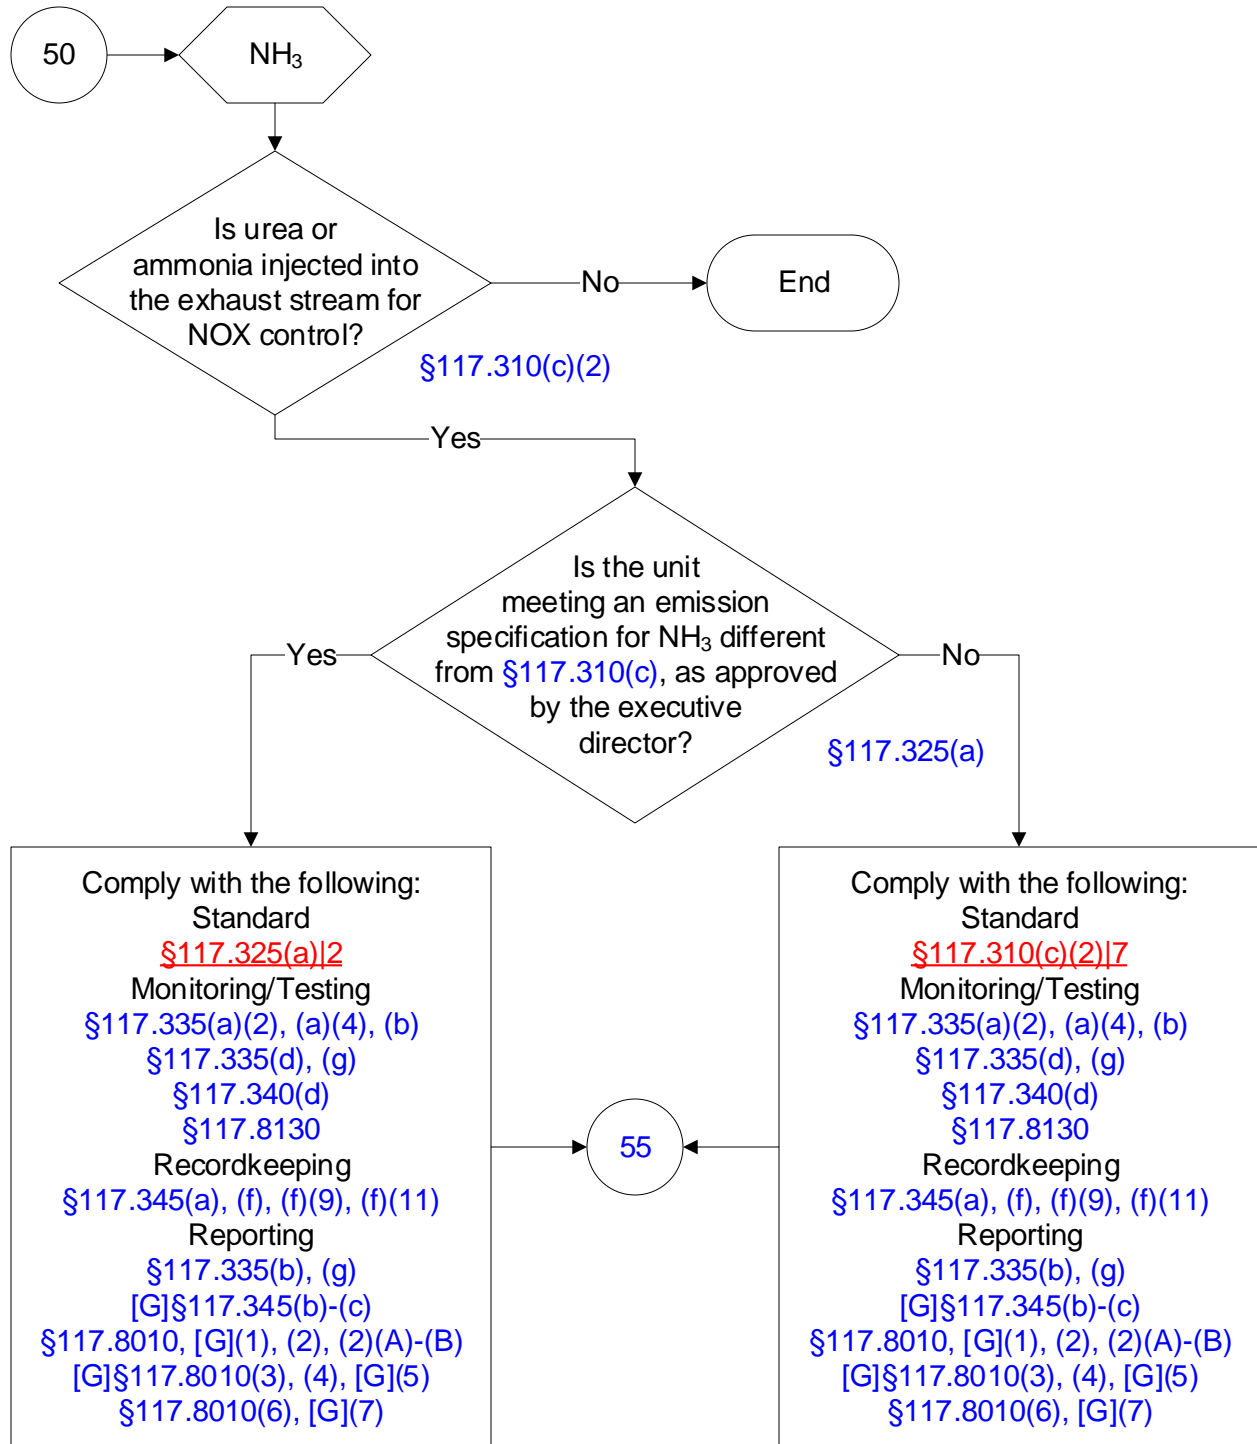 50
NH₃
Is urea or
ammonia injected into
the exhaust stream for
NOX control?
No
End
§117.310(c)(2)
Yes
Is the unit
meeting an emission
specification for NH₃ different
from §117.310(c), as approved
by the executive
director?
Yes
No
§117.325(a)
Comply with the following:
Standard
§117.325(a)|2
Monitoring/Testing
§117.335(a)(2), (a)(4), (b)
§117.335(d), (g)
§117.340(d)
§117.8130
Recordkeeping
§117.345(a), (f), (f)(9), (f)(11)
Reporting
§117.335(b), (g)
[G]§117.345(b)-(c)
§117.8010, [G](1), (2), (2)(A)-(B)
[G]§117.8010(3), (4), [G](5)
§117.8010(6), [G](7)
55
Comply with the following:
Standard
§117.310(c)(2)|7
Monitoring/Testing
§117.335(a)(2), (a)(4), (b)
§117.335(d), (g)
§117.340(d)
§117.8130
Recordkeeping
§117.345(a), (f), (f)(9), (f)(11)
Reporting
§117.335(b), (g)
[G]§117.345(b)-(c)
§117.8010, [G](1), (2), (2)(A)-(B)
[G]§117.8010(3), (4), [G](5)
§117.8010(6), [G](7)